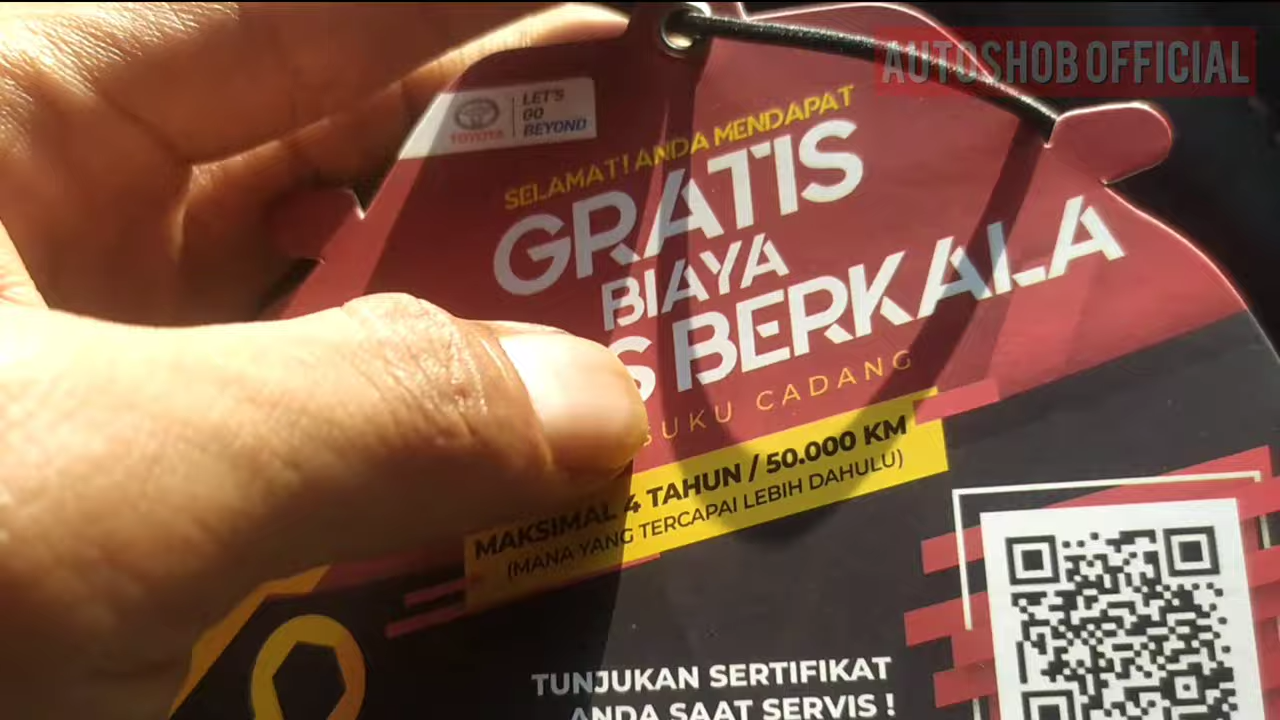 AUTOSHOB OFFICIAL
TOYOTA
LET'S
GO
BEYOND
SELAMAT! ANDA MENDAPAT
GRATIS
BIAYA
BERKALA
SUKU CADANG
MAKSIMAL 4 TAHUN / 50.000 KM
(MANA YANG TERCAPAI LEBIH DAHULU)
TUNJUKAN SERTIFIKAT
ANDA SAAT SERVIS !